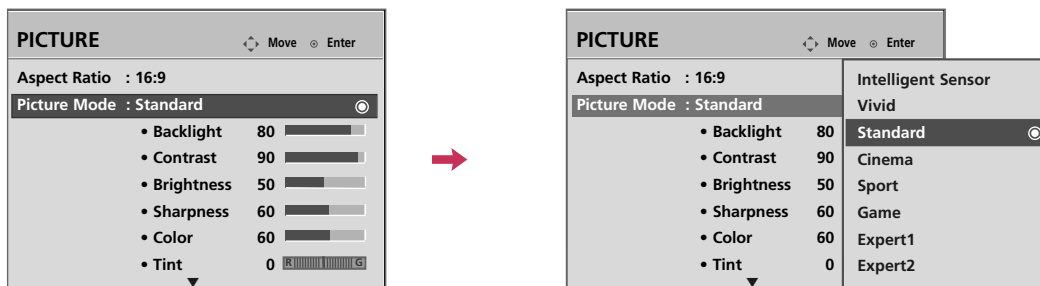 PICTURE Move Enter
Aspect Ratio : 16:9
Picture Mode : Standard
• Backlight 80
• Contrast 90
• Brightness 50
• Sharpness 60
• Color 60
• Tint 0 R G
PICTURE Move Enter
Aspect Ratio : 16:9
Picture Mode : Standard
• Backlight 80
• Contrast 90
• Brightness 50
• Sharpness 60
• Color 60
• Tint 0
Intelligent Sensor
Vivid
Standard
Cinema
Sport
Game
Expert1
Expert2